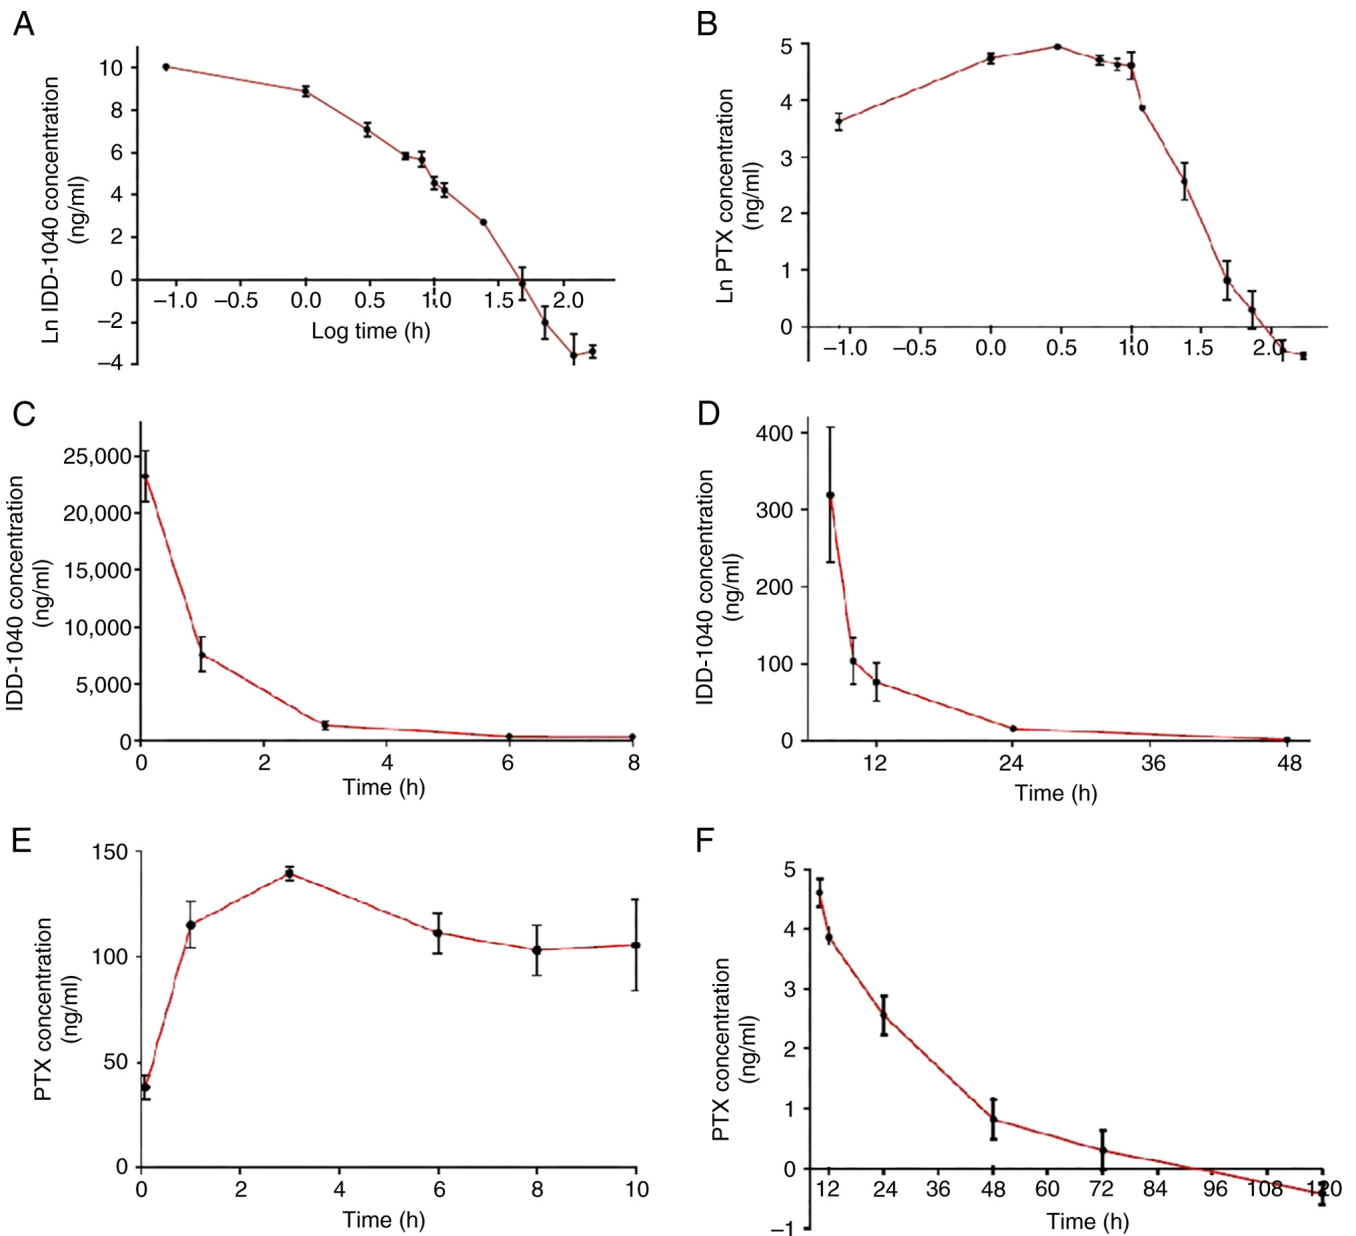 A
Ln IDD-1040 concentration
(ng/ml)
10
8
6
4
2
0
−2
−4
−1.0 −0.5 0.0 0.5 1.0 1.5 2.0
Log time (h)
B
Ln PTX concentration
(ng/ml)
5
4
3
2
1
0
−1.0 −0.5 0.0 0.5 1.0 1.5 2.0
C
IDD-1040 concentration
(ng/ml)
25,000
20,000
15,000
10,000
5,000
0
0 2 4 6 8
Time (h)
D
IDD-1040 concentration
(ng/ml)
400
300
200
100
0
12 24 36 48
Time (h)
E
PTX concentration
(ng/ml)
150
100
50
0
0 2 4 6 8 10
Time (h)
F
PTX concentration
(ng/ml)
5
4
3
2
1
0
−1
12 24 36 48 60 72 84 96 108 120
Time (h)